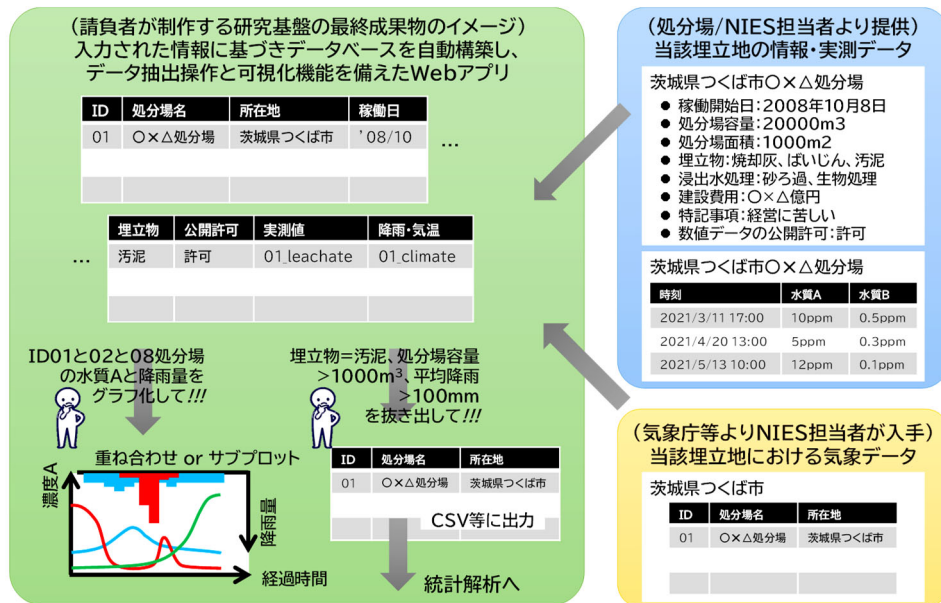 (請負者が制作する研究基盤の最終成果物のイメージ)
入力された情報に基づきデータベースを自動構築し、
データ抽出操作と可視化機能を備えたWebアプリ
ID 処分場名 所在地 稼働日
01 〇×△処分場 茨城県つくば市 '08/10
…
埋立物 公開許可 実測値 降雨・気温
… 汚泥 許可 01_leachate 01_climate
ID01と02と08処分場
の水質Aと降雨量を
グラフ化して!!!
埋立物=汚泥、処分場容量
>1000m³、平均降雨
>100mm
を抜き出して!!!
重ね合わせ or サブプロット
濃度A
降雨量
経過時間
ID 処分場名 所在地
01 〇×△処分場 茨城県つくば市
CSV等に出力
統計解析へ
(処分場/NIES担当者より提供)
当該埋立地の情報・実測データ
茨城県つくば市〇×△処分場
● 稼働開始日:2008年10月8日
● 処分場容量:20000m3
● 処分場面積:1000m2
● 埋立物:焼却灰、ばいじん、汚泥
● 浸出水処理:砂ろ過、生物処理
● 建設費用:〇×△億円
● 特記事項:経営に苦しい
● 数値データの公開許可:許可
茨城県つくば市〇×△処分場
時刻 水質A 水質B
2021/3/11 17:00 10ppm 0.5ppm
2021/4/20 13:00 5ppm 0.3ppm
2021/5/13 10:00 12ppm 0.1ppm
(気象庁等よりNIES担当者が入手)
当該埋立地における気象データ
茨城県つくば市
ID 処分場名 所在地
01 〇×△処分場 茨城県つくば市